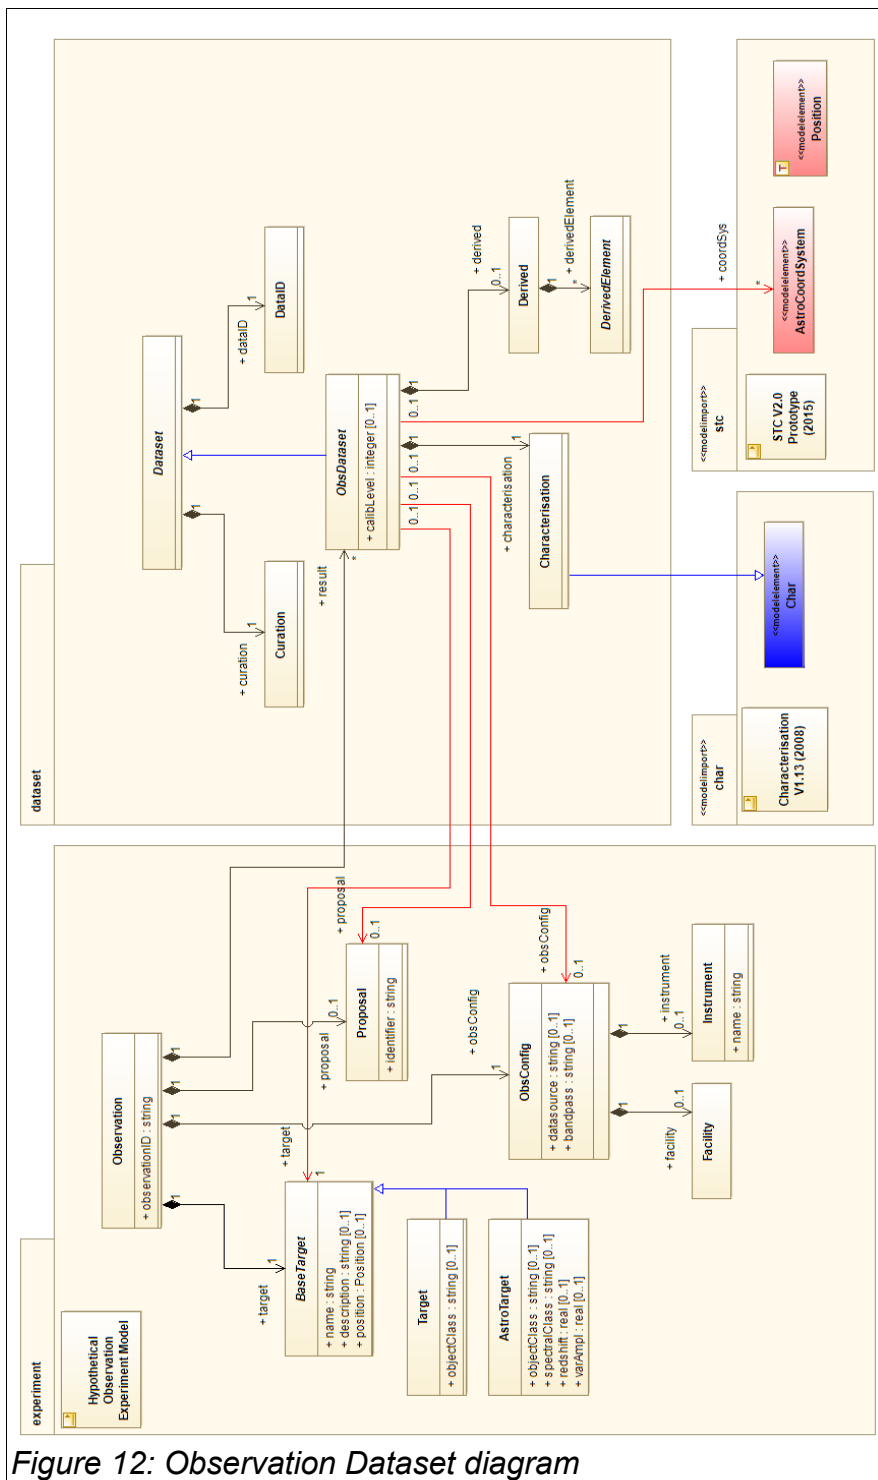 experiment
Hypothetical
Observation
Experiment Model
Observation
+ observationID : string
1
1
1
1
+ target
1
+ proposal
0..1
+ obsConfig
1
+ result
*
BaseTarget
+ name : string
+ description : string [0..1]
+ position : Position [0..1]
+ target
1
Proposal
+ identifier : string
+ proposal
0..1
Target
+ objectClass : string [0..1]
AstroTarget
+ objectClass : string [0..1]
+ spectralClass : string [0..1]
+ redshift : real [0..1]
+ varAmpl : real [0..1]
ObsConfig
+ datasource : string [0..1]
+ bandpass : string [0..1]
+ obsConfig
0..1
1
1
+ facility
0..1
+ instrument
0..1
Facility
Instrument
+ name : string
dataset
Dataset
1
1
+ curation
1
+ dataID
1
Curation
DataID
ObsDataset
+ calibLevel : integer [0..1]
0..1
0..1
0..1
1
0..1
1
+ characterisation
1
+ derived
0..1
Characterisation
Derived
1
+ derivedElement
*
DerivedElement
+ coordSys
*
<<modelimport>>
char
Characterisation
V1.13 (2008)
<<modelelement>>
Char
<<modelimport>>
stc
STC V2.0
Prototype
(2015)
<<modelelement>>
AstroCoordSystem
T
<<modelelement>>
Position
Figure 12: Observation Dataset diagram